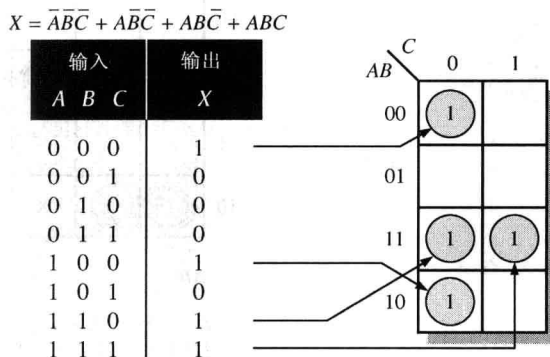 X = A̅B̅C̅ + AB̅C̅ + ABC̅ + ABC
输入 输出
A B C X
0 0 0 1
0 0 1 0
0 1 0 0
0 1 1 0
1 0 0 1
1 0 1 0
1 1 0 1
1 1 1 1
C
AB 0 1
00 1
01
11 1 1
10 1